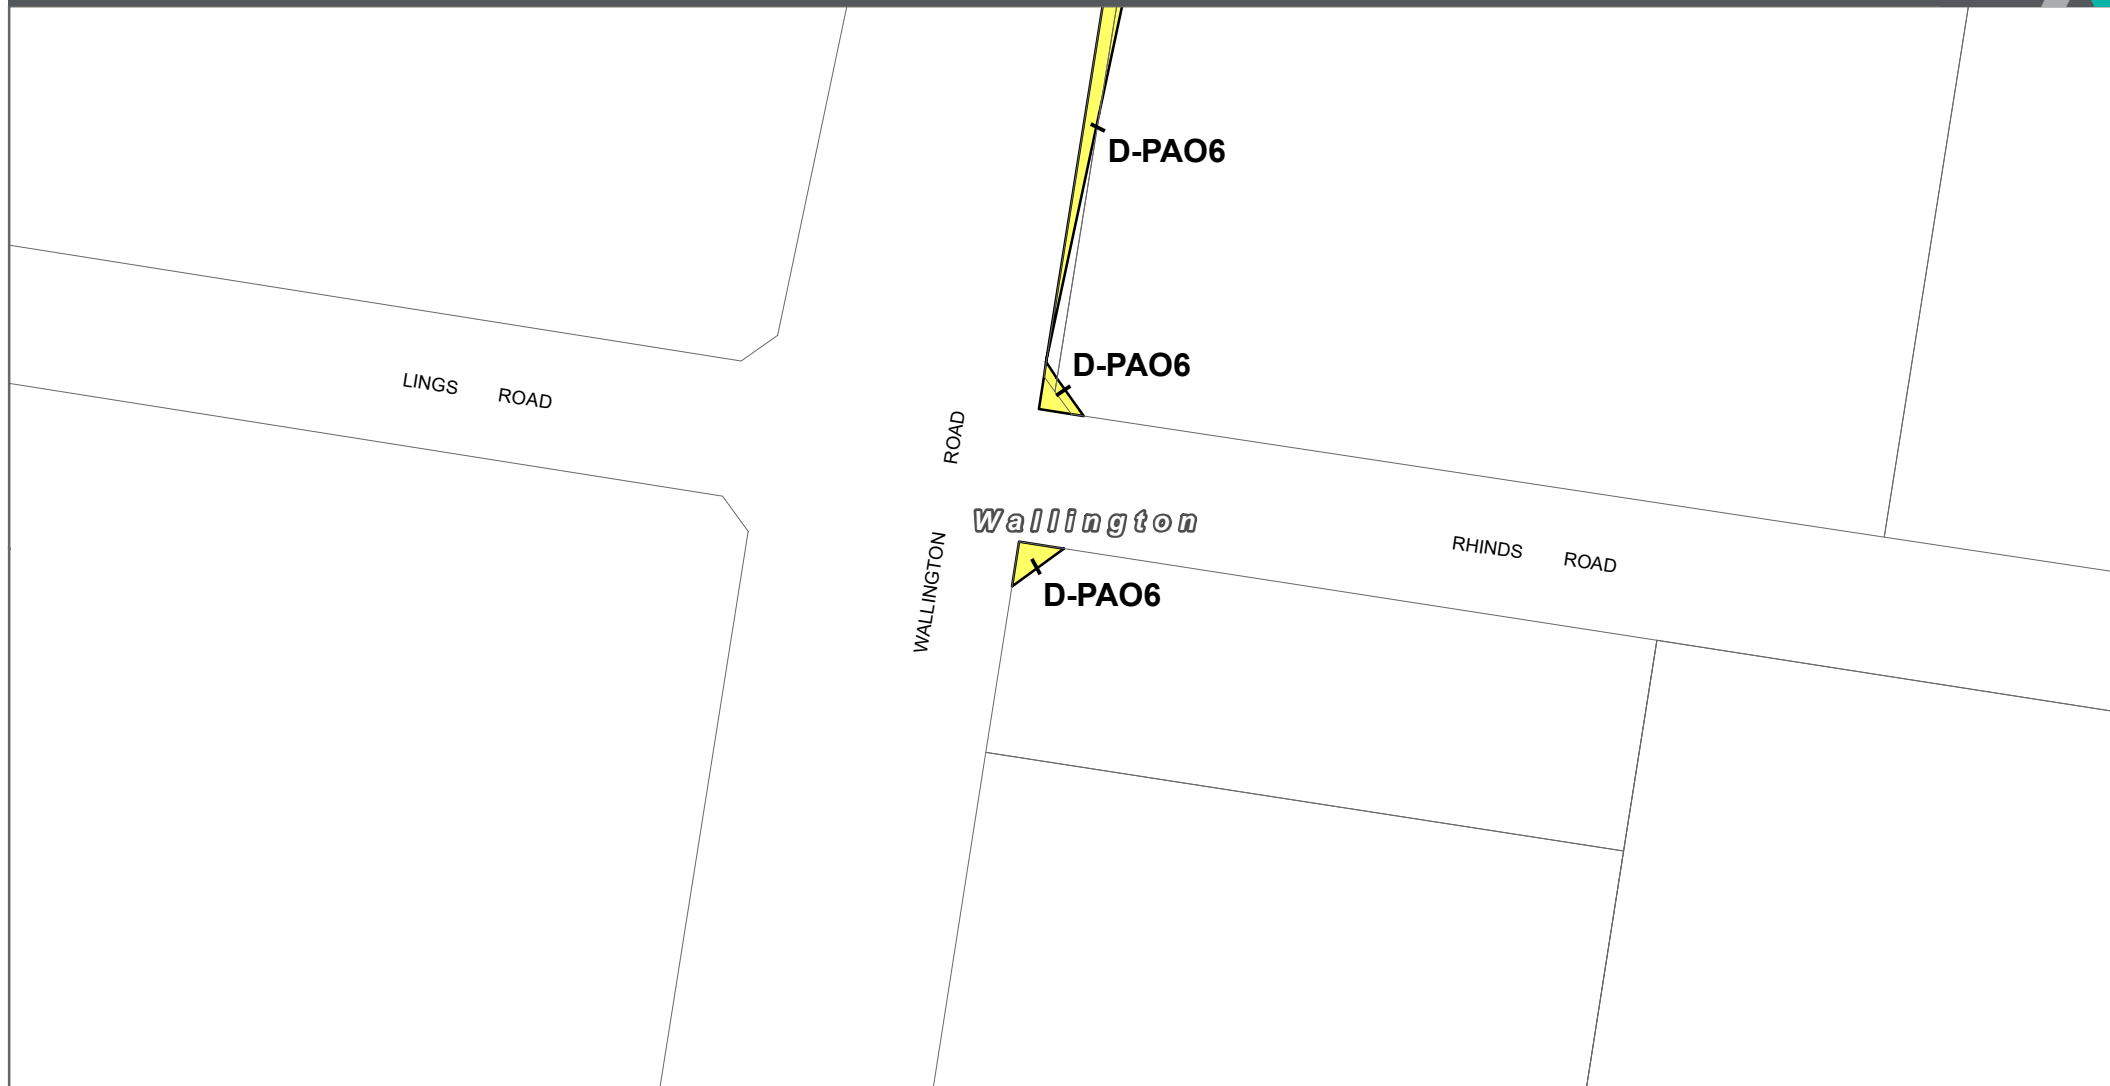 D-PAO6
D-PAO6
LINGS ROAD
WALLINGTON ROAD
Wallington
RHINDS ROAD
D-PAO6